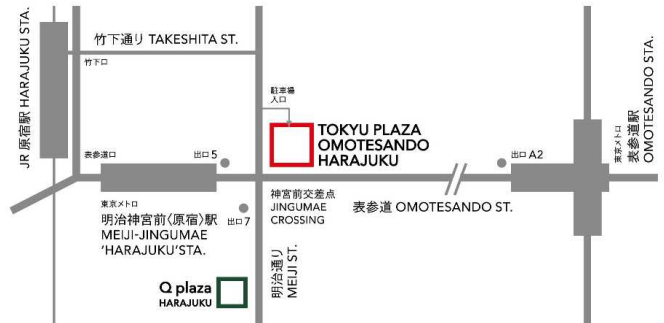 JR 原宿駅 HARAJUKU STA.
竹下通り TAKESHITA ST.
竹下口
駐車場
入口
TOKYU PLAZA
OMOTESANDO
HARAJUKU
東京メトロ
表参道駅
OMOTESANDO STA.
表参道口
出口 5
出口 A2
東京メトロ
明治神宮前〈原宿〉駅
MEIJI-JINGUMAE
'HARAJUKU'STA.
出口 7
神宮前交差点
JINGUMAE
CROSSING
表参道 OMOTESANDO ST.
明治通り
MEIJI ST.
Q plaza
HARAJUKU